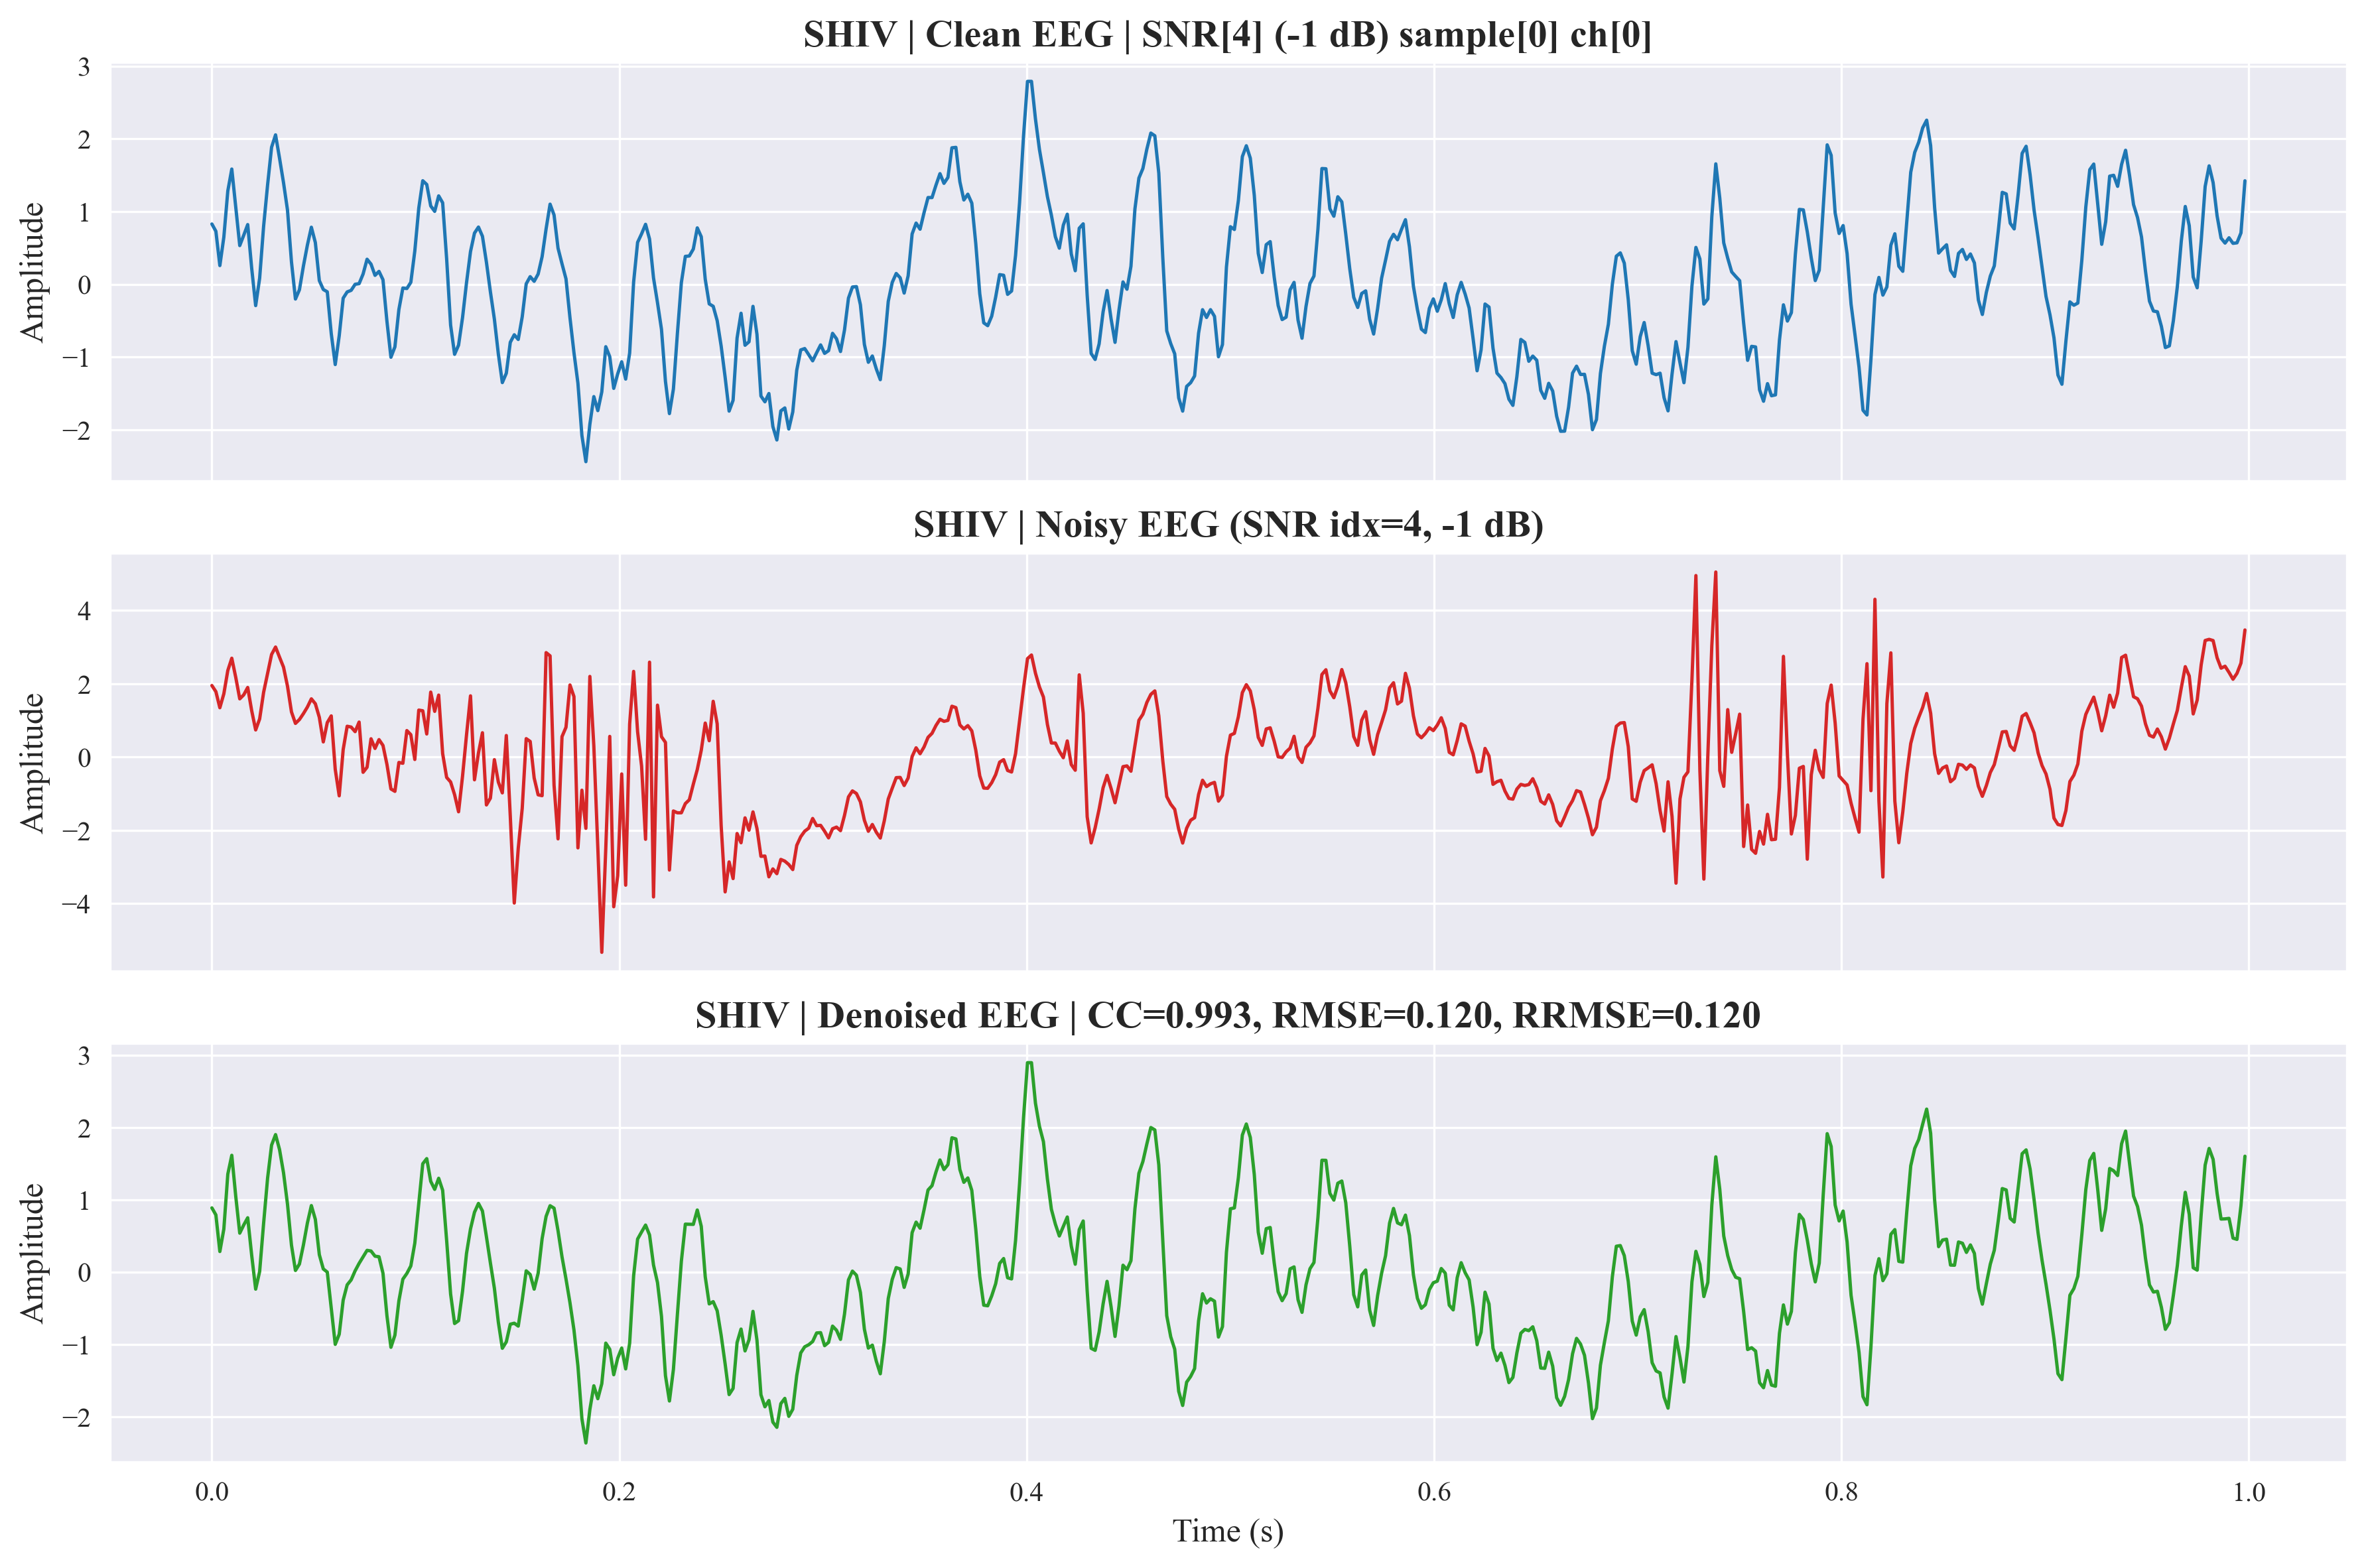 SHIV | Clean EEG | SNR[4] (-1 dB) sample[0] ch[0]
3
2
1
0
−1
−2
Amplitude
SHIV | Noisy EEG (SNR idx=4, -1 dB)
4
2
0
−2
−4
Amplitude
SHIV | Denoised EEG | CC=0.993, RMSE=0.120, RRMSE=0.120
3
2
1
0
−1
−2
Amplitude
0.0 0.2 0.4 0.6 0.8 1.0
Time (s)